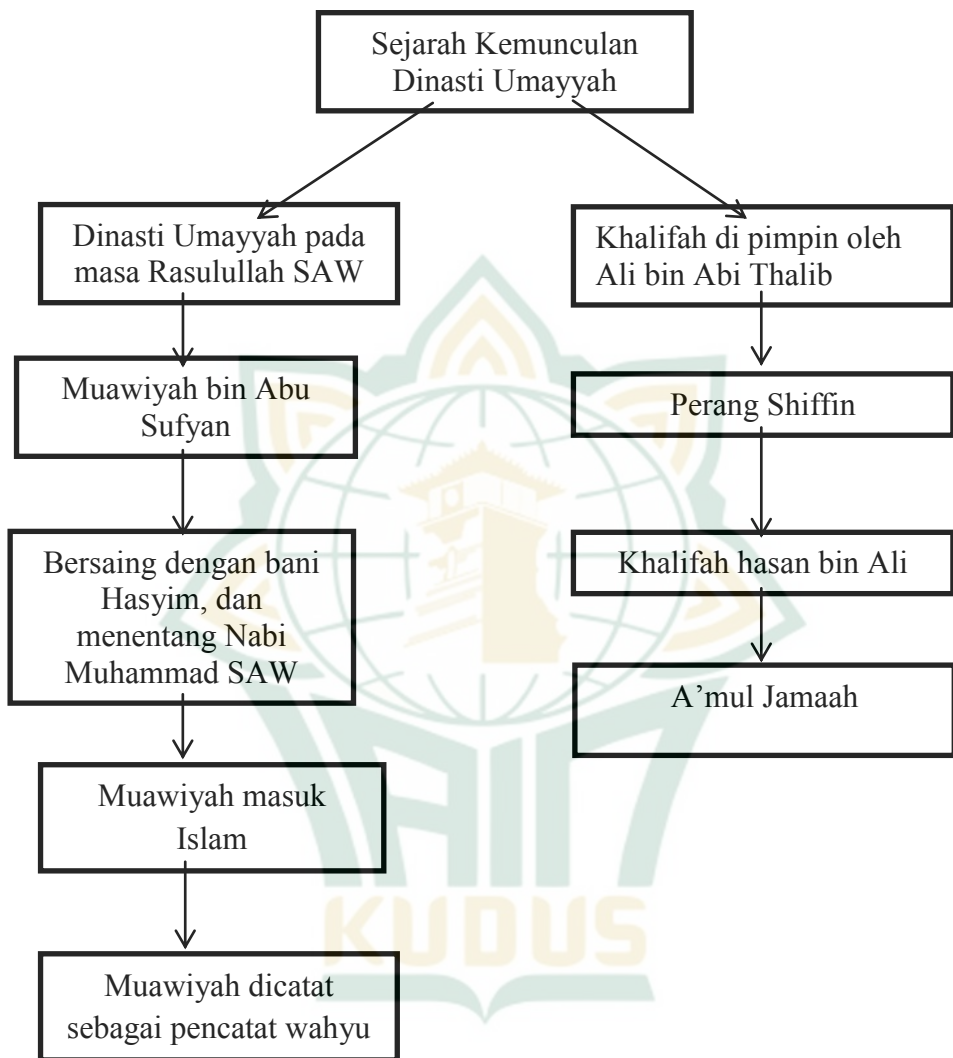 Sejarah Kemunculan
Dinasti Umayyah
Dinasti Umayyah pada
masa Rasulullah SAW
Muawiyah bin Abu
Sufyan
Bersaing dengan bani
Hasyim, dan
menentang Nabi
Muhammad SAW
Muawiyah masuk
Islam
Muawiyah dicatat
sebagai pencatat wahyu
Khalifah di pimpin oleh
Ali bin Abi Thalib
Perang Shiffin
Khalifah hasan bin Ali
A’mul Jamaah
KUDUS